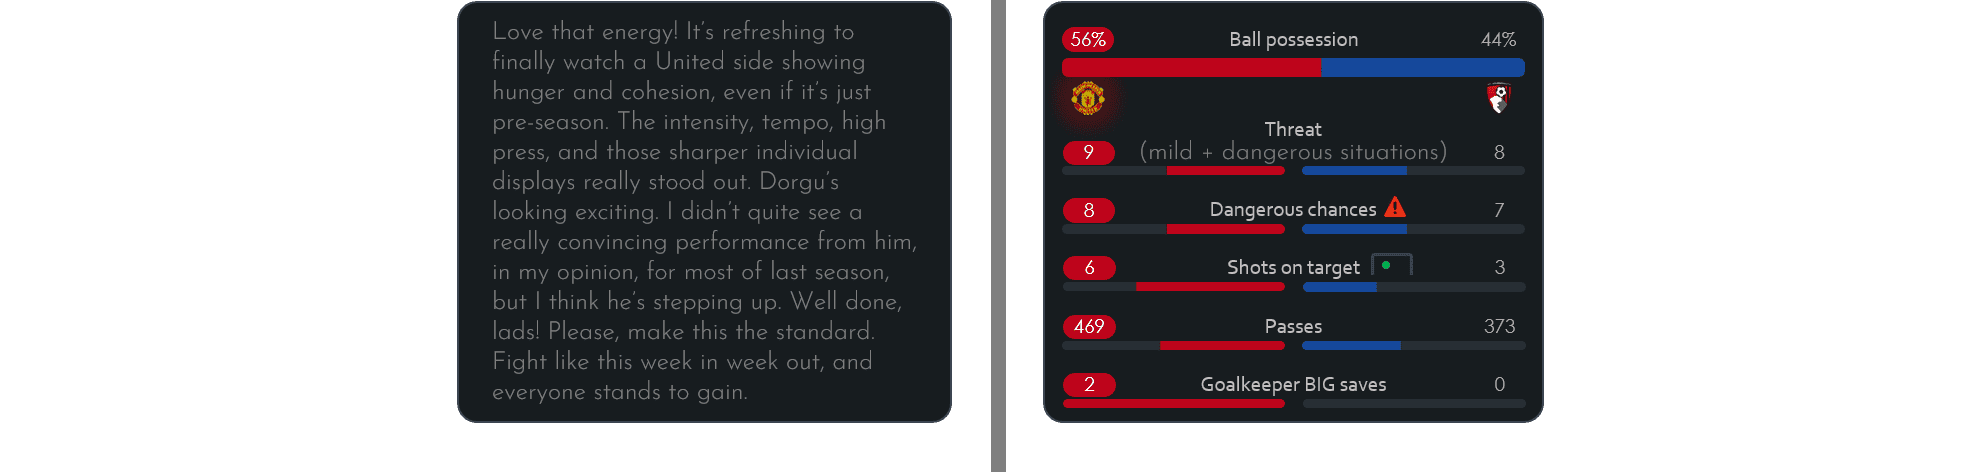 Love that energy! It's refreshing to
finally watch a United side showing
hunger and cohesion, even if it's just
pre-season. The intensity, tempo, high
press, and those sharper individual
displays really stood out. Dorgu's
looking exciting. I didn't quite see a
really convincing performance from him,
in my opinion, for most of last season,
but I think he's stepping up. Well done,
lads! Please, make this the standard.
Fight like this week in week out, and
everyone stands to gain.
56% Ball possession 44%
Threat
9 (mild + dangerous situations) 8
8 Dangerous chances 7
6 Shots on target 3
469 Passes 373
2 Goalkeeper BIG saves 0